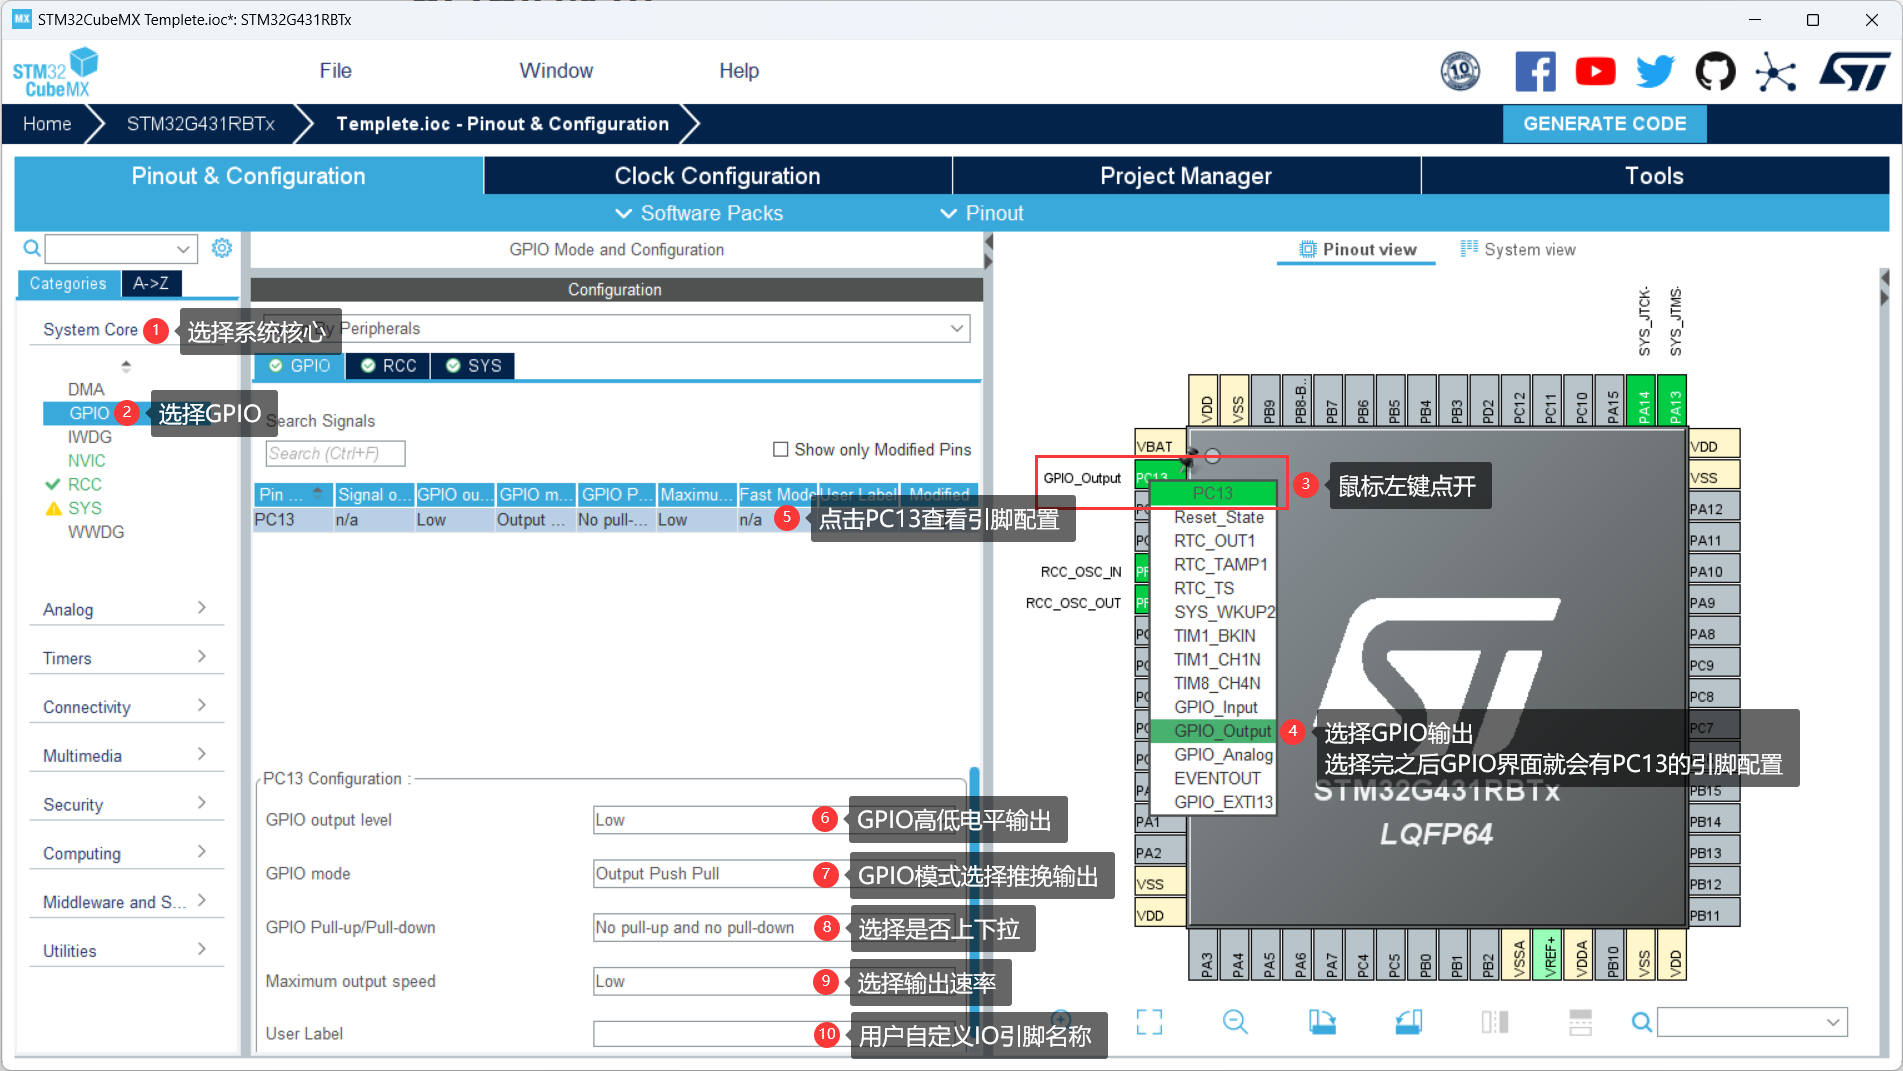 STM32CubeMX Templete.ioc*: STM32G431RBTx
STM32
CubeMX
File
Window
Help
10
Home
STM32G431RBTx
Templete.ioc - Pinout & Configuration
GENERATE CODE
Pinout & Configuration
Clock Configuration
Project Manager
Tools
Software Packs
Pinout
Categories
A->Z
GPIO Mode and Configuration
Pinout view
System view
Configuration
System Core
1 选择系统核心
By Peripherals
GPIO
RCC
SYS
DMA
GPIO
2 选择GPIO
IWDG
NVIC
RCC
SYS
WWDG
Search Signals
Search (Ctrl+F)
Show only Modified Pins
Pin ...
Signal o...
GPIO ou...
GPIO m...
GPIO P...
Maximu...
Fast Mode
User Label
Modified
PC13
n/a
Low
Output ...
No pull-...
Low
n/a
5 点击PC13查看引脚配置
Analog
Timers
Connectivity
Multimedia
Security
Computing
Middleware and S...
Utilities
PC13 Configuration :
GPIO output level
Low
6 GPIO高低电平输出
GPIO mode
Output Push Pull
7 GPIO模式选择推挽输出
GPIO Pull-up/Pull-down
No pull-up and no pull-down
8 选择是否上下拉
Maximum output speed
Low
9 选择输出速率
User Label
10 用户自定义IO引脚名称
SYS_JTCK-
SYS_JTMS-
VDD
VSS
PB9
PB8-B..
PB7
PB6
PB5
PB4
PB3
PD2
PC12
PC11
PC10
PA15
PA14
PA13
VBAT
GPIO_Output
PC13
3 鼠标左键点开
PC13
Reset_State
RTC_OUT1
RTC_TAMP1
RTC_TS
SYS_WKUP2
TIM1_BKIN
TIM1_CH1N
TIM8_CH4N
GPIO_Input
GPIO_Output
GPIO_Analog
EVENTOUT
GPIO_EXTI13
4 选择GPIO输出
选择完之后GPIO界面就会有PC13的引脚配置
RCC_OSC_IN
RCC_OSC_OUT
PA1
PA2
VSS
VDD
STM32G431RBTx
LQFP64
VDD
VSS
PA12
PA11
PA10
PA9
PA8
PC9
PC8
PC7
PB15
PB14
PB13
PB12
PB11
PA3
PA4
PA5
PA6
PA7
PC4
PC5
PB0
PB1
PB2
VSSA
VREF+
VDDA
PB10
VSS
VDD